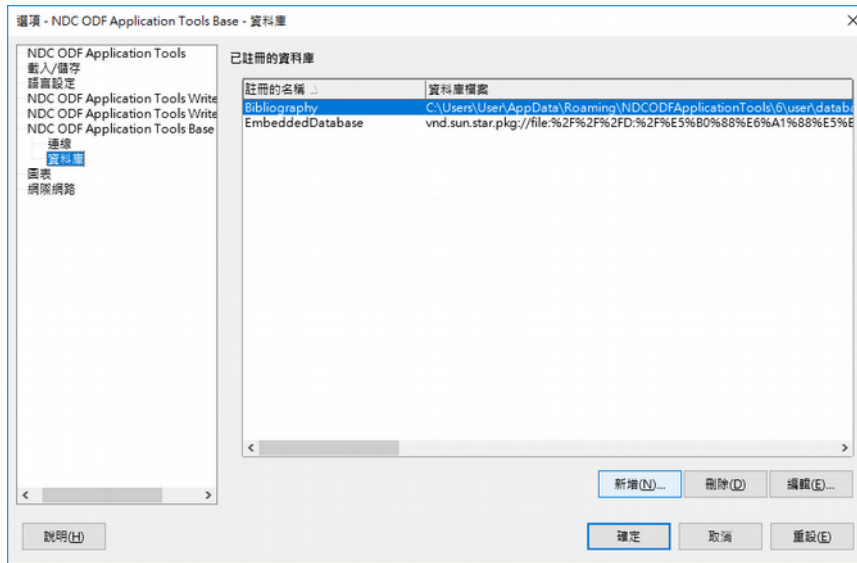 選項 - NDC ODF Application Tools Base - 資料庫
NDC ODF Application Tools
載入/儲存
語言設定
NDC ODF Application Tools Write
NDC ODF Application Tools Write
NDC ODF Application Tools Base
連線
資料庫
圖表
網際網路
已註冊的資料庫
註冊的名稱 資料庫檔案
Bibliography C:\Users\User\AppData\Roaming\NDCODFApplicationTools\6\user\databa
EmbeddedDatabase vnd.sun.star.pkg://file:%2F%2F%2FD:%2F%E5%B0%88%E6%A1%88%E5%E
新增(N)... 刪除(D) 編輯(E)...
說明(H) 確定 取消 重設(E)